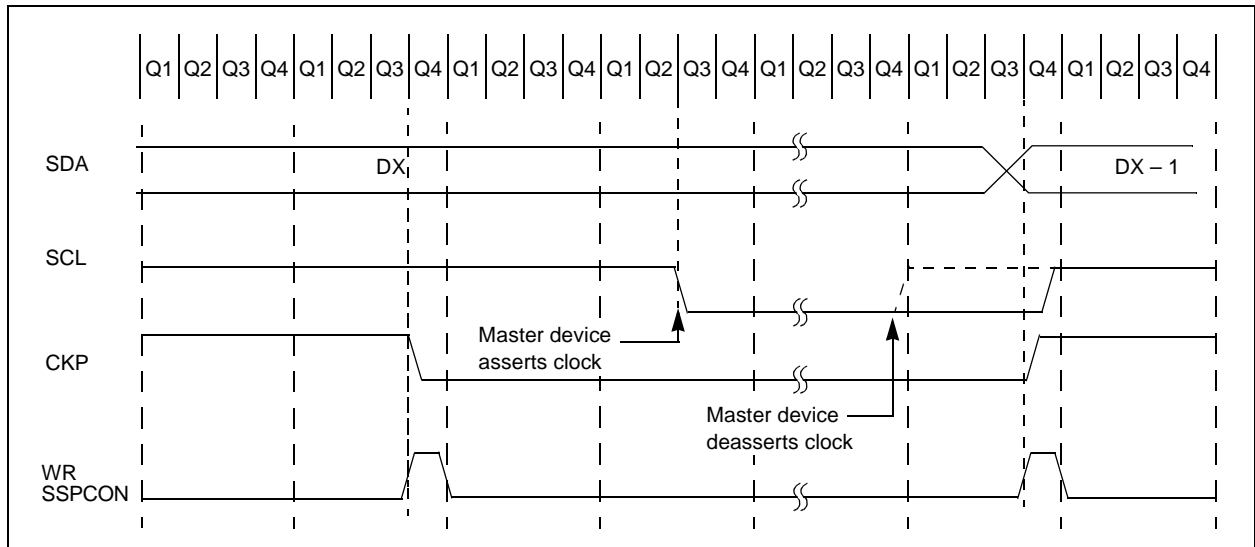 Q1 Q2 Q3 Q4 Q1 Q2 Q3 Q4 Q1 Q2 Q3 Q4 Q1 Q2 Q3 Q4 Q1 Q2 Q3 Q4 Q1 Q2 Q3 Q4 Q1 Q2 Q3 Q4
SDA
DX
DX – 1
SCL
Master device
asserts clock
CKP
Master device
deasserts clock
WR
SSPCON